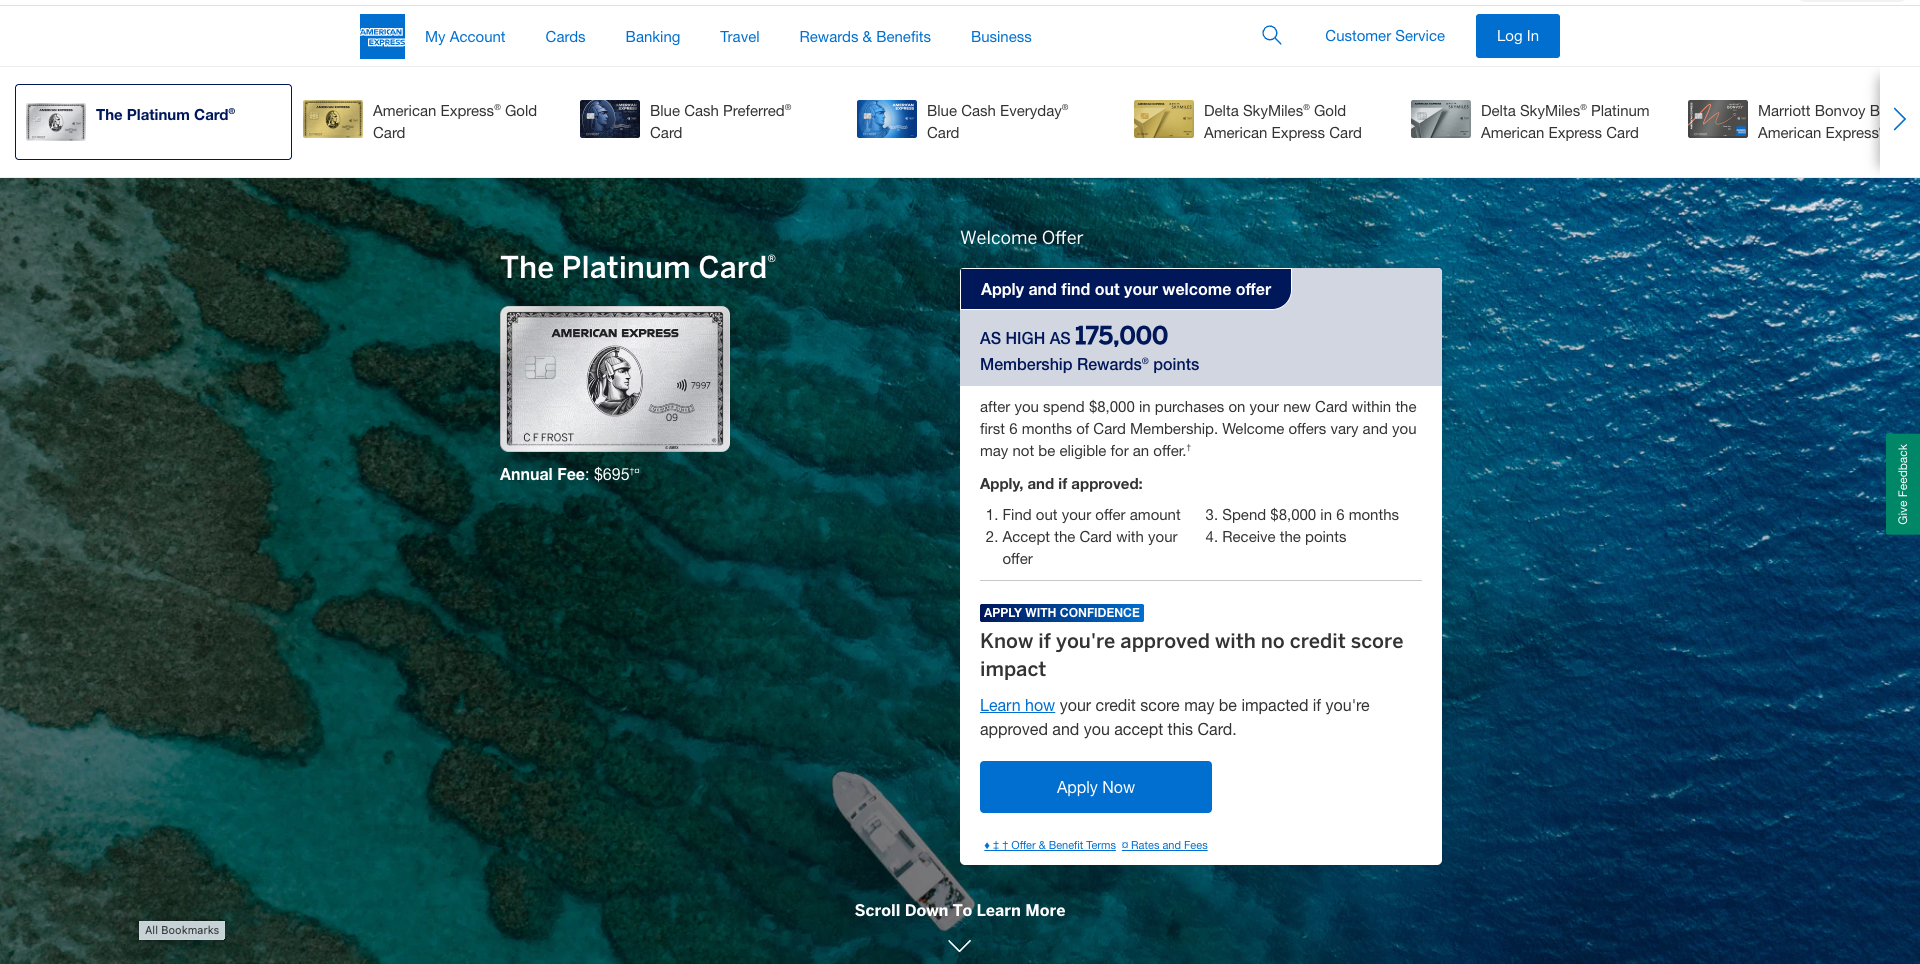 AMERICAN
EXPRESS
My Account
Cards
Banking
Travel
Rewards & Benefits
Business
Customer Service
Log In
The Platinum Card®
American Express® Gold
Card
Blue Cash Preferred®
Card
Blue Cash Everyday®
Card
Delta SkyMiles® Gold
American Express Card
Delta SkyMiles® Platinum
American Express Card
Marriott Bonvoy B
American Express
The Platinum Card®
AMERICAN EXPRESS
7997
09
C F FROST
Annual Fee: $695†¤
Welcome Offer
Apply and find out your welcome offer
AS HIGH AS 175,000
Membership Rewards® points
after you spend $8,000 in purchases on your new Card within the
first 6 months of Card Membership. Welcome offers vary and you
may not be eligible for an offer.†
Apply, and if approved:
1. Find out your offer amount
2. Accept the Card with your
offer
3. Spend $8,000 in 6 months
4. Receive the points
APPLY WITH CONFIDENCE
Know if you're approved with no credit score
impact
Learn how your credit score may be impacted if you're
approved and you accept this Card.
Apply Now
♦ ‡ † Offer & Benefit Terms ¤ Rates and Fees
Give Feedback
Scroll Down To Learn More
All Bookmarks